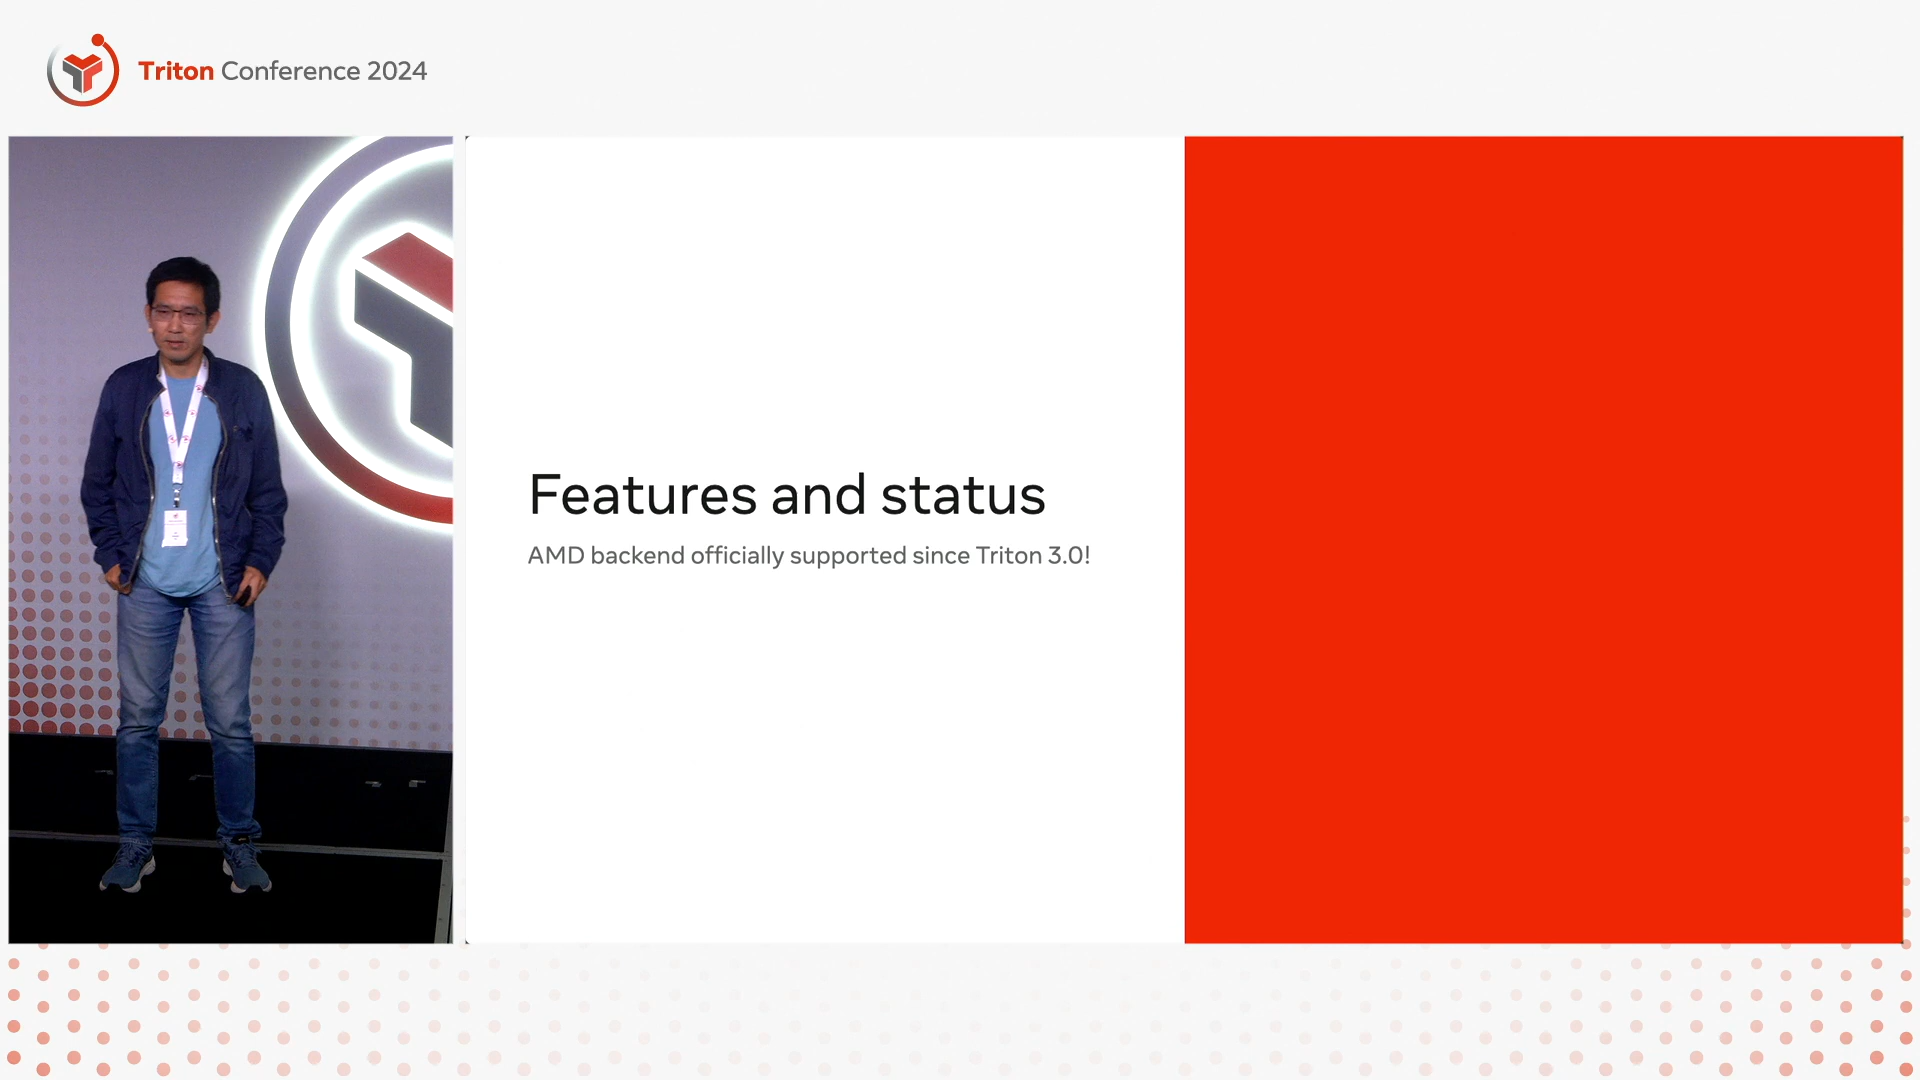 Triton Conference 2024
Features and status
AMD backend officially supported since Triton 3.0!